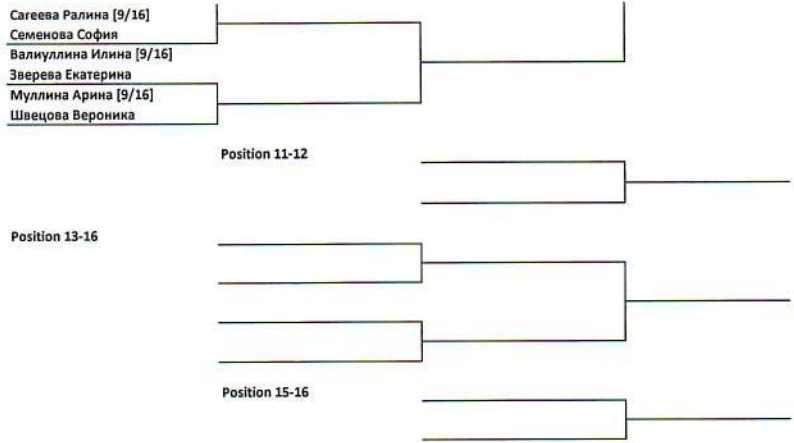 Сагеева Ралина [9/16]
Семенова София
Валиуллина Илина [9/16]
Зверева Екатерина
Муллина Арина [9/16]
Швецова Вероника
Position 11-12
Position 13-16
Position 15-16